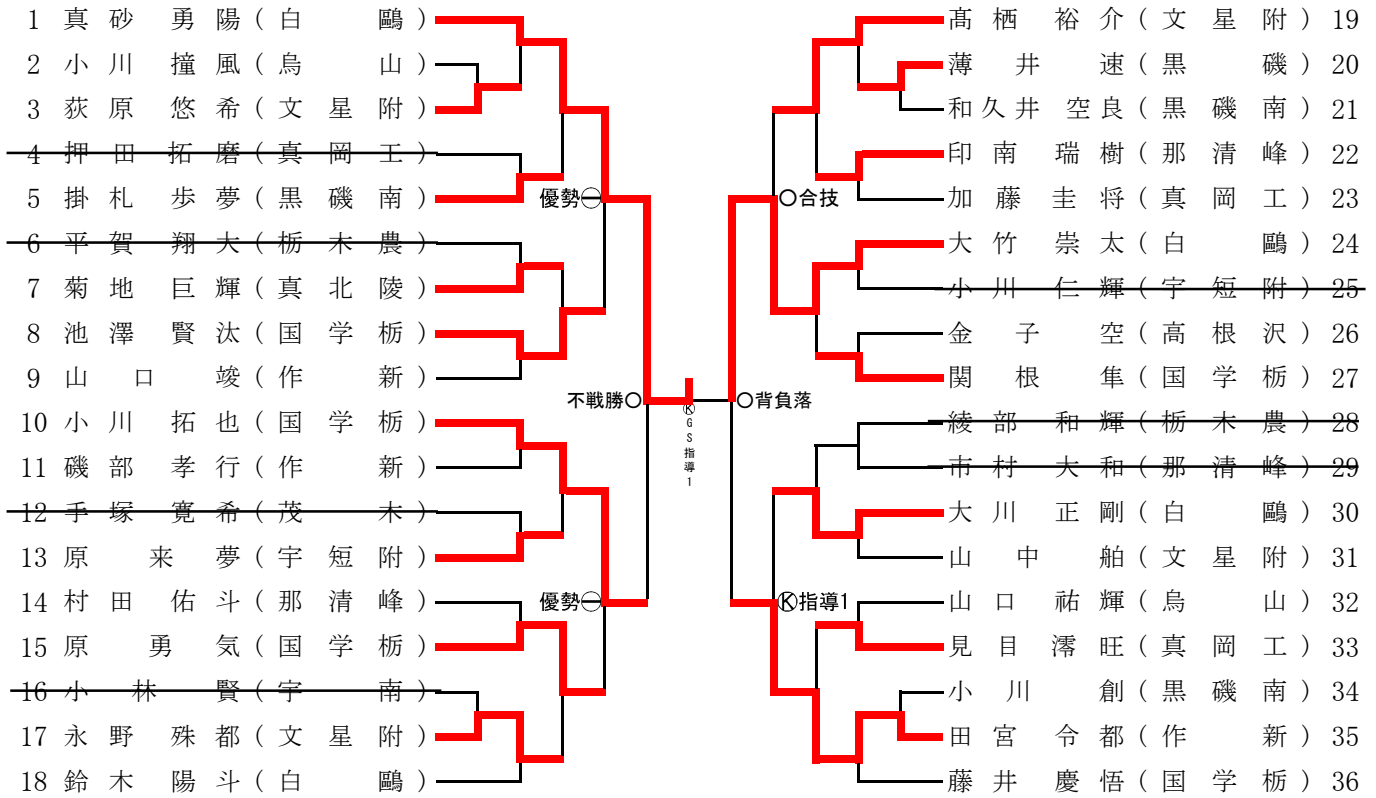 1 真砂 勇陽(白 鷗)
2 小川 撞風(烏 山)
3 荻原 悠希(文星附)
4 押田 拓磨(真岡工)
5 掛札 歩夢(黒磯南)
6 平賀 翔大(栃木農)
7 菊地 巨輝(真北陵)
8 池澤 賢汰(国学栃)
9 山口 竣(作 新)
10 小川 拓也(国学栃)
11 磯部 孝行(作 新)
12 手塚 寛希(茂 木)
13 原 来夢(宇短附)
14 村田 佑斗(那清峰)
15 原 勇気(国学栃)
16 小林 賢(宇 南)
17 永野 殊都(文星附)
18 鈴木 陽斗(白 鷗)
優勢○
不戦勝○
優勢○
Ⓚ GS指導1
○合技
○背負落
Ⓚ指導1
髙栖 裕介(文星附) 19
薄井 速(黒 磯) 20
和久井 空良(黒磯南) 21
印南 瑞樹(那清峰) 22
加藤 圭将(真岡工) 23
大竹 崇太(白 鷗) 24
小川 仁輝(宇短附) 25
金子 空(高根沢) 26
関根 隼(国学栃) 27
綾部 和輝(栃木農) 28
市村 大和(那清峰) 29
大川 正剛(白 鷗) 30
山中 舶(文星附) 31
山口 祐輝(烏 山) 32
見目 澪旺(真岡工) 33
小川 創(黒磯南) 34
田宮 令都(作 新) 35
藤井 慶悟(国学栃) 36